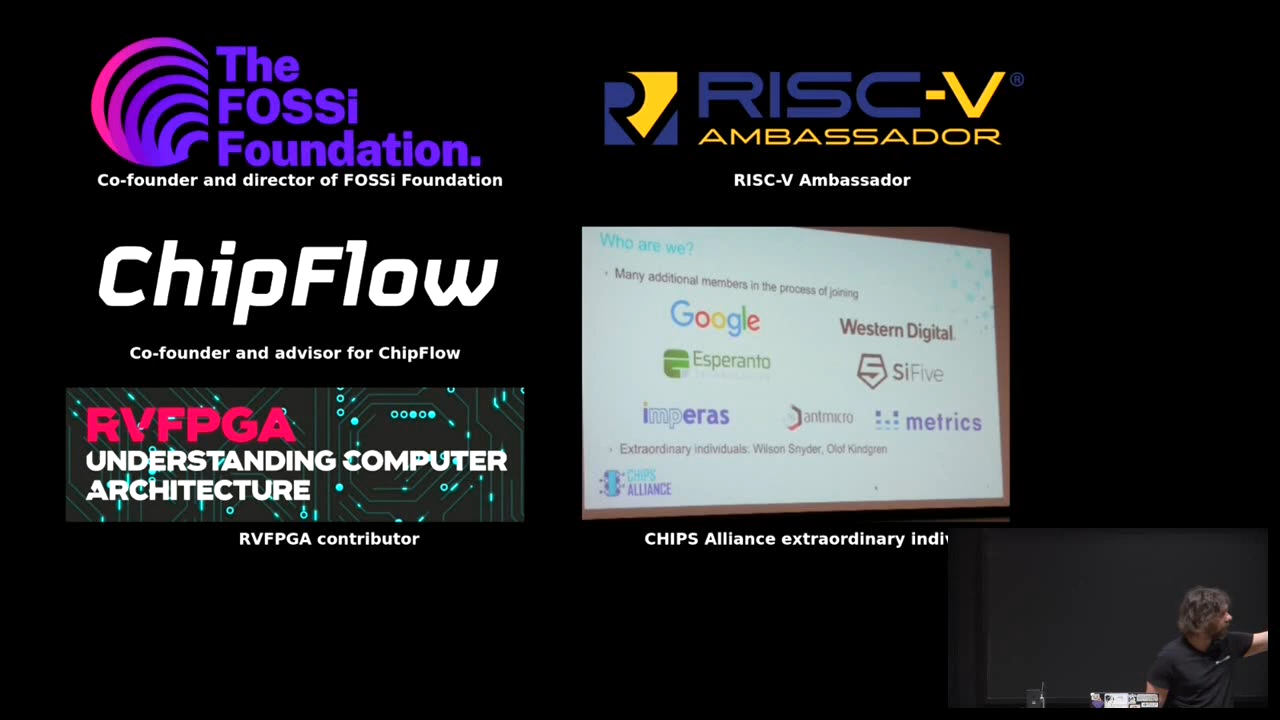 The
FOSSi
Foundation.
Co-founder and director of FOSSi Foundation
RISC-V®
AMBASSADOR
RISC-V Ambassador
ChipFlow
Co-founder and advisor for ChipFlow
Who are we?
Many additional members in the process of joining
Google
Western Digital.
Esperanto
SiFive
imperas
antmicro
metrics
Extraordinary individuals: Wilson Snyder, Olof Kindgren
CHIPS
ALLIANCE
RVFPGA
UNDERSTANDING COMPUTER
ARCHITECTURE
RVFPGA contributor
CHIPS Alliance extraordinary indiv